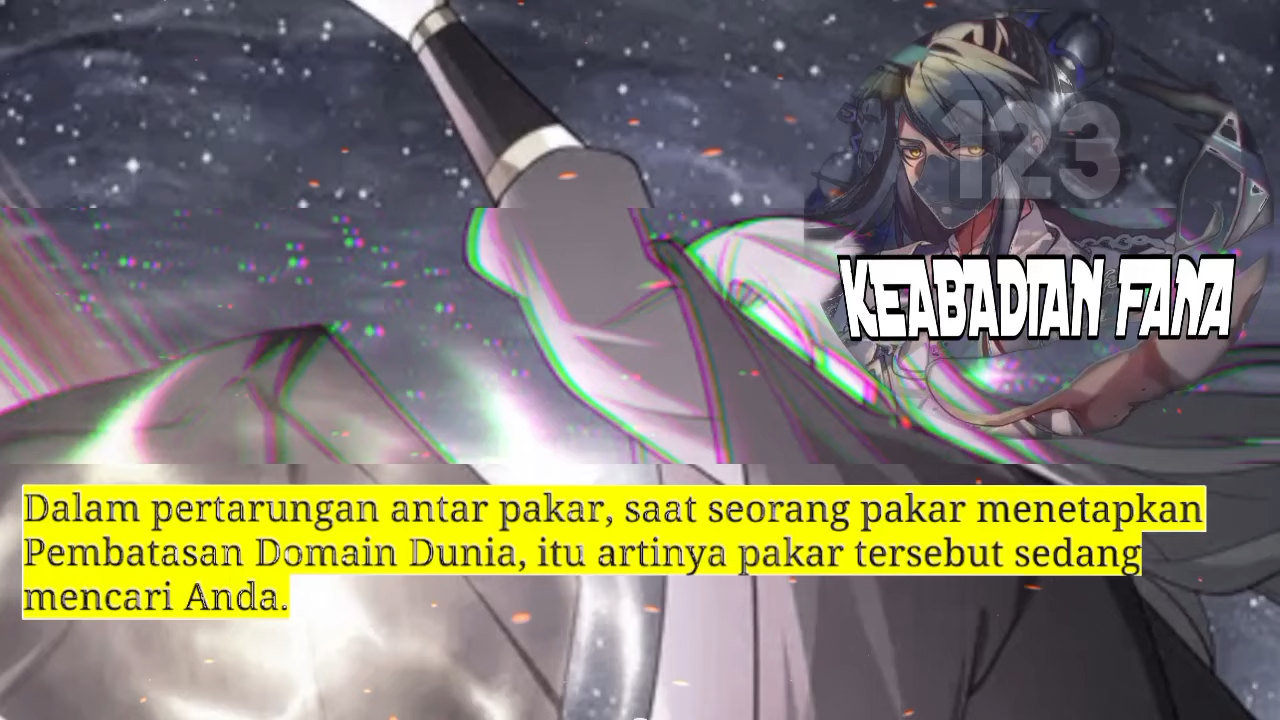 123
KEABADIAN FANA
Dalam pertarungan antar pakar, saat seorang pakar menetapkan
Pembatasan Domain Dunia, itu artinya pakar tersebut sedang
mencari Anda.